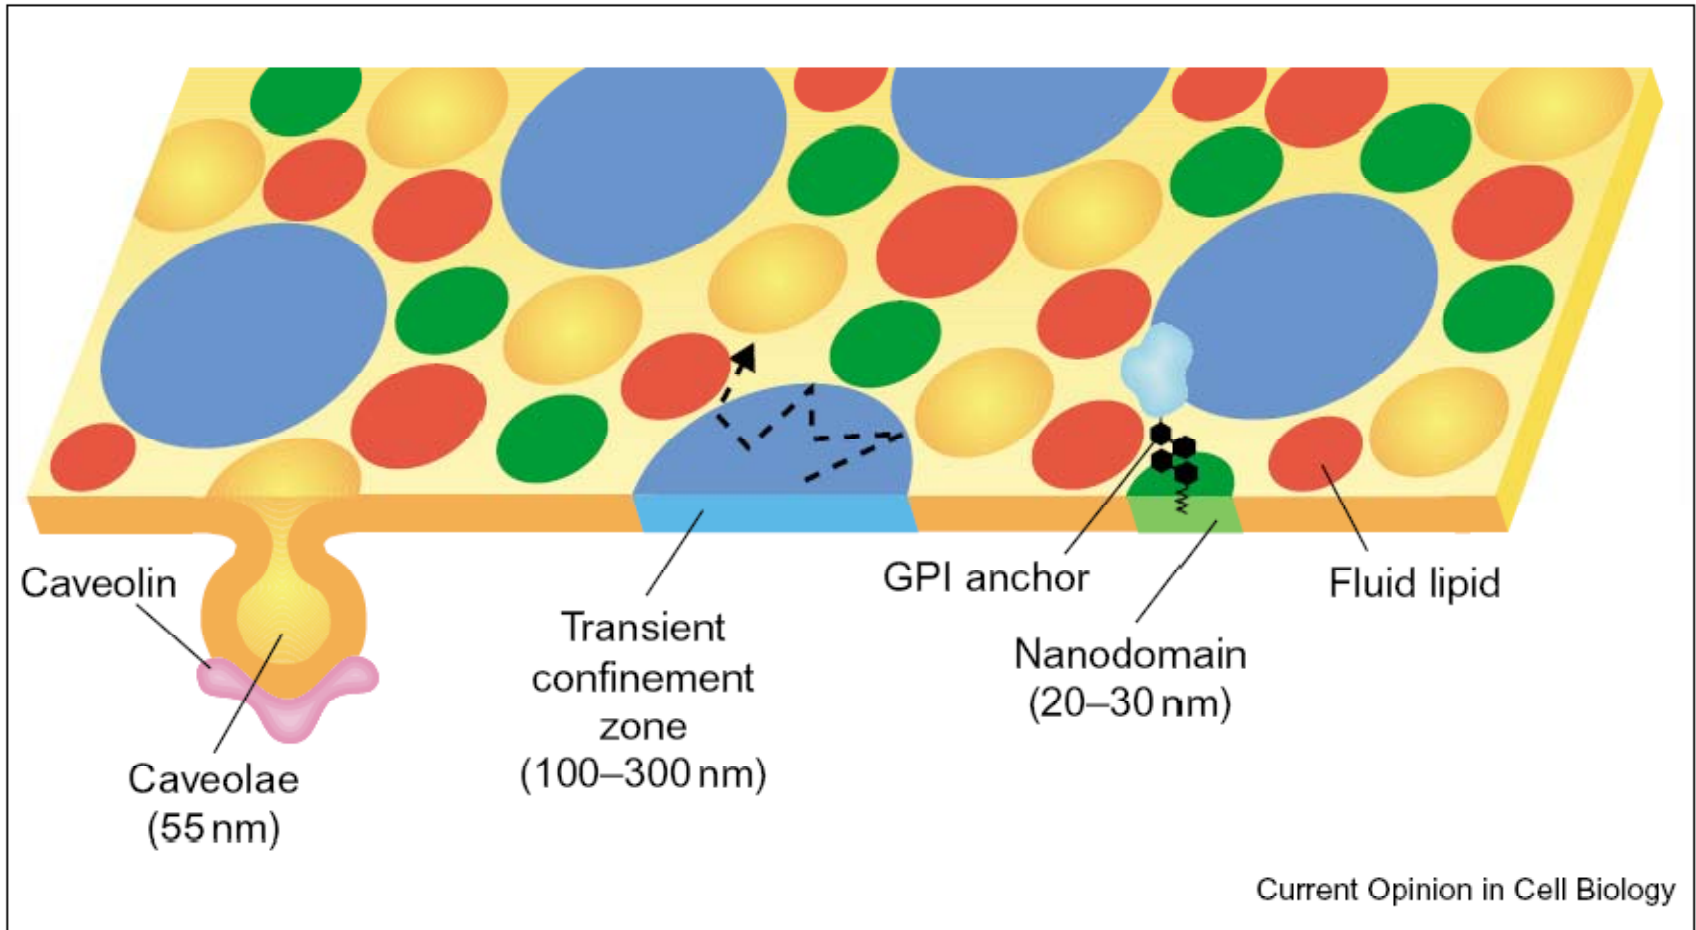 Caveolin
Caveolae
(55 nm)
Transient
confinement
zone
(100–300 nm)
GPI anchor
Nanodomain
(20–30 nm)
Fluid lipid
Current Opinion in Cell Biology